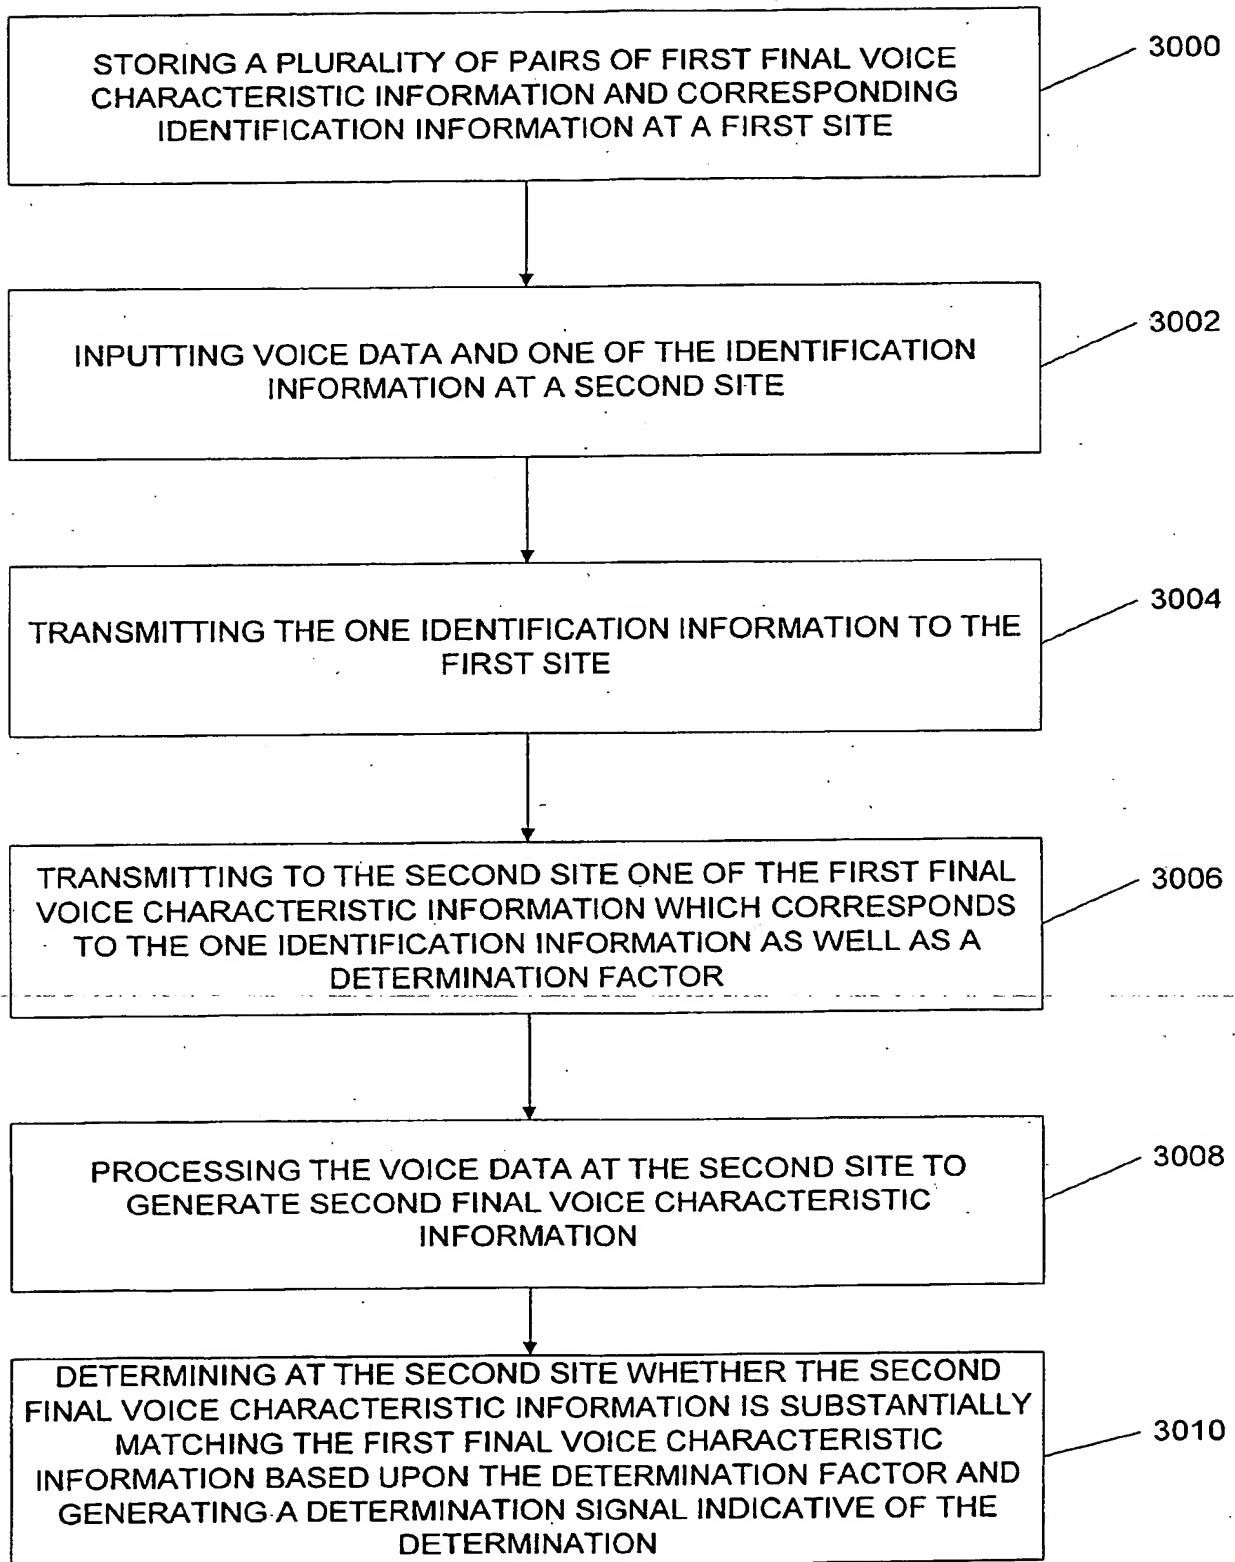 STORING A PLURALITY OF PAIRS OF FIRST FINAL VOICE
CHARACTERISTIC INFORMATION AND CORRESPONDING
IDENTIFICATION INFORMATION AT A FIRST SITE
3000
INPUTTING VOICE DATA AND ONE OF THE IDENTIFICATION
INFORMATION AT A SECOND SITE
3002
TRANSMITTING THE ONE IDENTIFICATION INFORMATION TO THE
FIRST SITE
3004
TRANSMITTING TO THE SECOND SITE ONE OF THE FIRST FINAL
VOICE CHARACTERISTIC INFORMATION WHICH CORRESPONDS
TO THE ONE IDENTIFICATION INFORMATION AS WELL AS A
DETERMINATION FACTOR
3006
PROCESSING THE VOICE DATA AT THE SECOND SITE TO
GENERATE SECOND FINAL VOICE CHARACTERISTIC
INFORMATION
3008
DETERMINING AT THE SECOND SITE WHETHER THE SECOND
FINAL VOICE CHARACTERISTIC INFORMATION IS SUBSTANTIALLY
MATCHING THE FIRST FINAL VOICE CHARACTERISTIC
INFORMATION BASED UPON THE DETERMINATION FACTOR AND
GENERATING A DETERMINATION SIGNAL INDICATIVE OF THE
DETERMINATION
3010